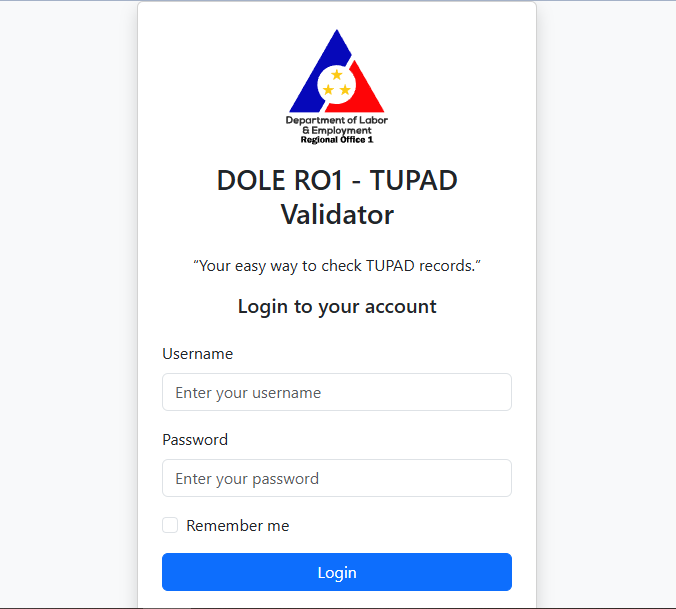 Department of Labor
& Employment
Regional Office 1
DOLE RO1 - TUPAD
Validator
“Your easy way to check TUPAD records.”
Login to your account
Username
Enter your username
Password
Enter your password
Remember me
Login